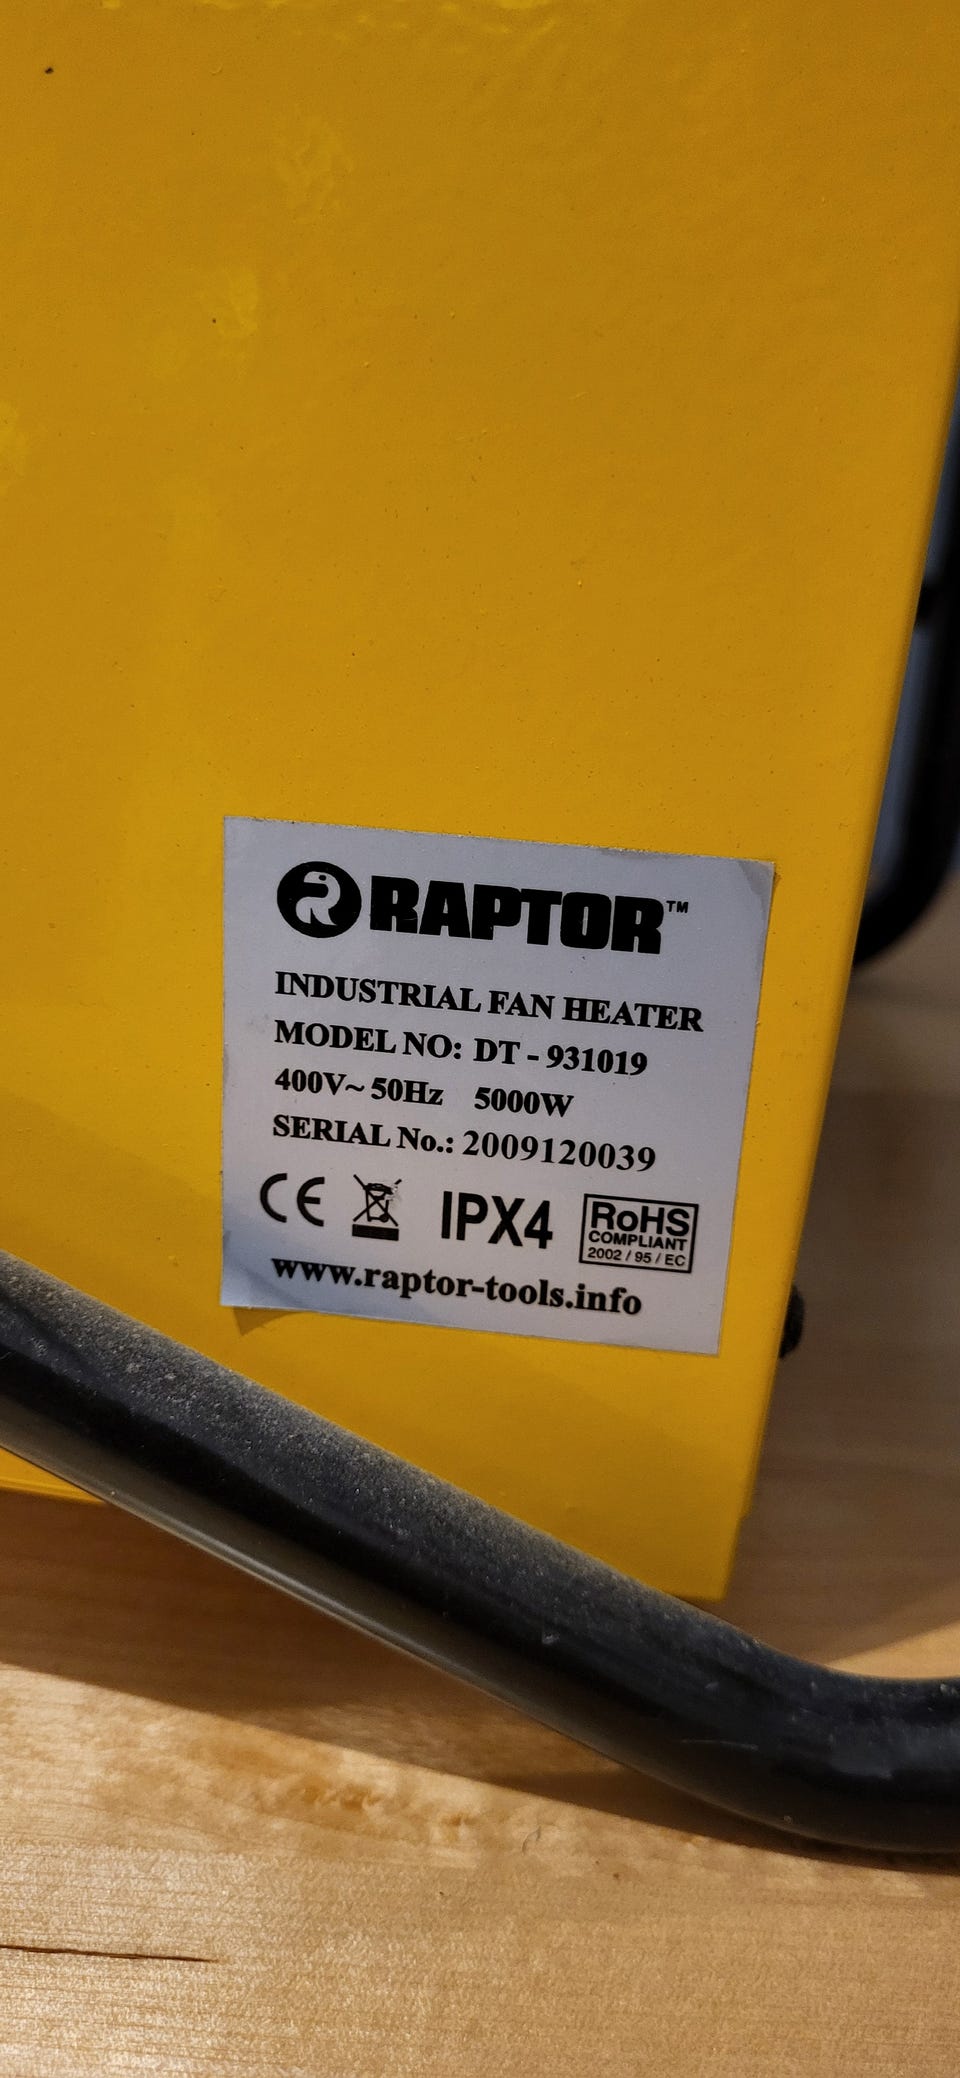 RAPTOR™
INDUSTRIAL FAN HEATER
MODEL NO: DT - 931019
400V~ 50Hz 5000W
SERIAL No.: 2009120039
CE IPX4 RoHS
COMPLIANT
2002 / 95 / EC
www.raptor-tools.info